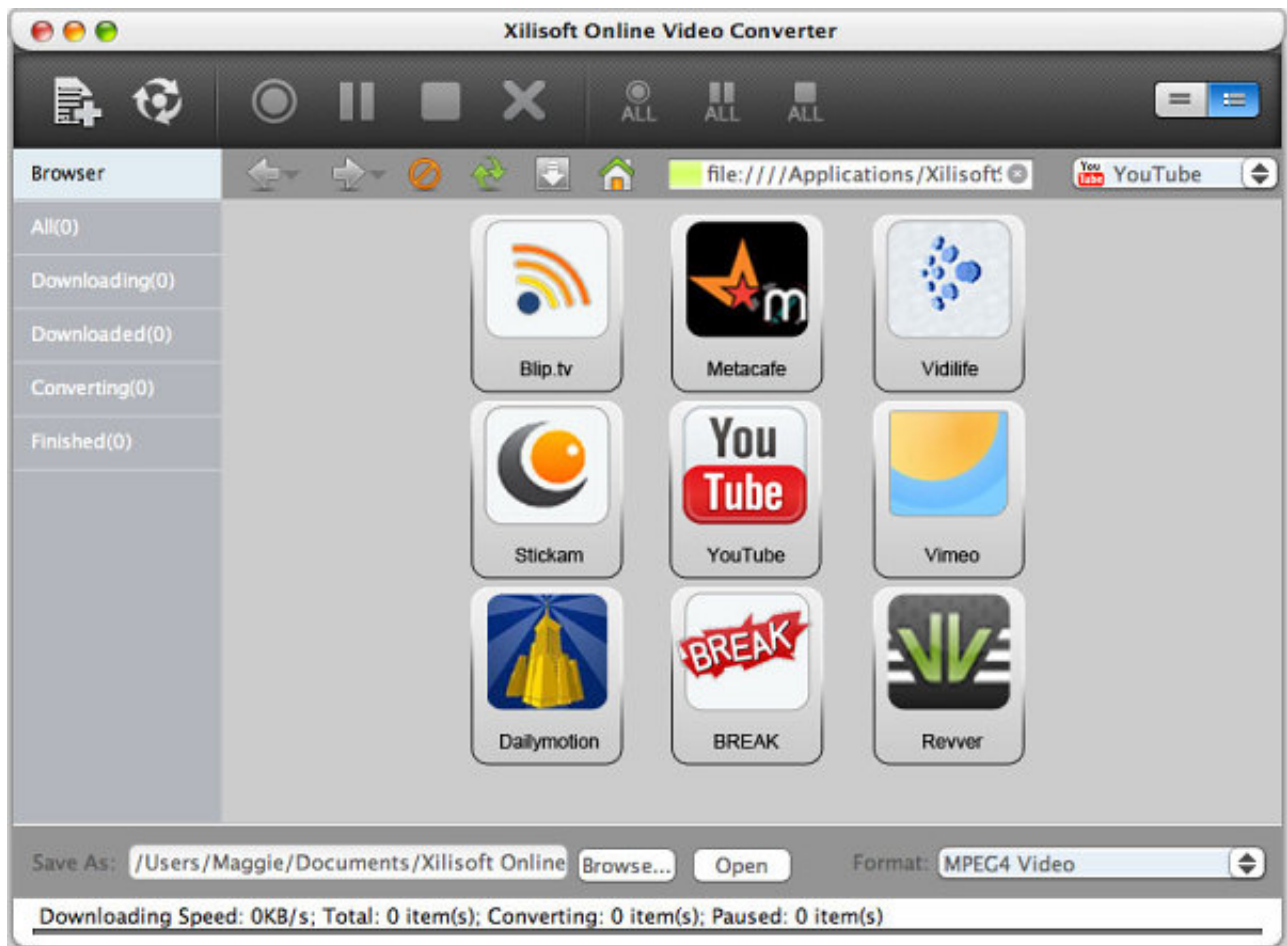 Xilisoft Online Video Converter
ALL ALL ALL
Browser
file:////Applications/Xilisoft
You Tube YouTube
All(0)
Downloading(0)
Downloaded(0)
Converting(0)
Finished(0)
Blip.tv Metacafe Vidilife
m
You Tube
Stickam YouTube Vimeo
BREAK
Dailymotion BREAK Revver
Save As: /Users/Maggie/Documents/Xilisoft Online Browse... Open Format: MPEG4 Video
Downloading Speed: 0KB/s; Total: 0 item(s); Converting: 0 item(s); Paused: 0 item(s)